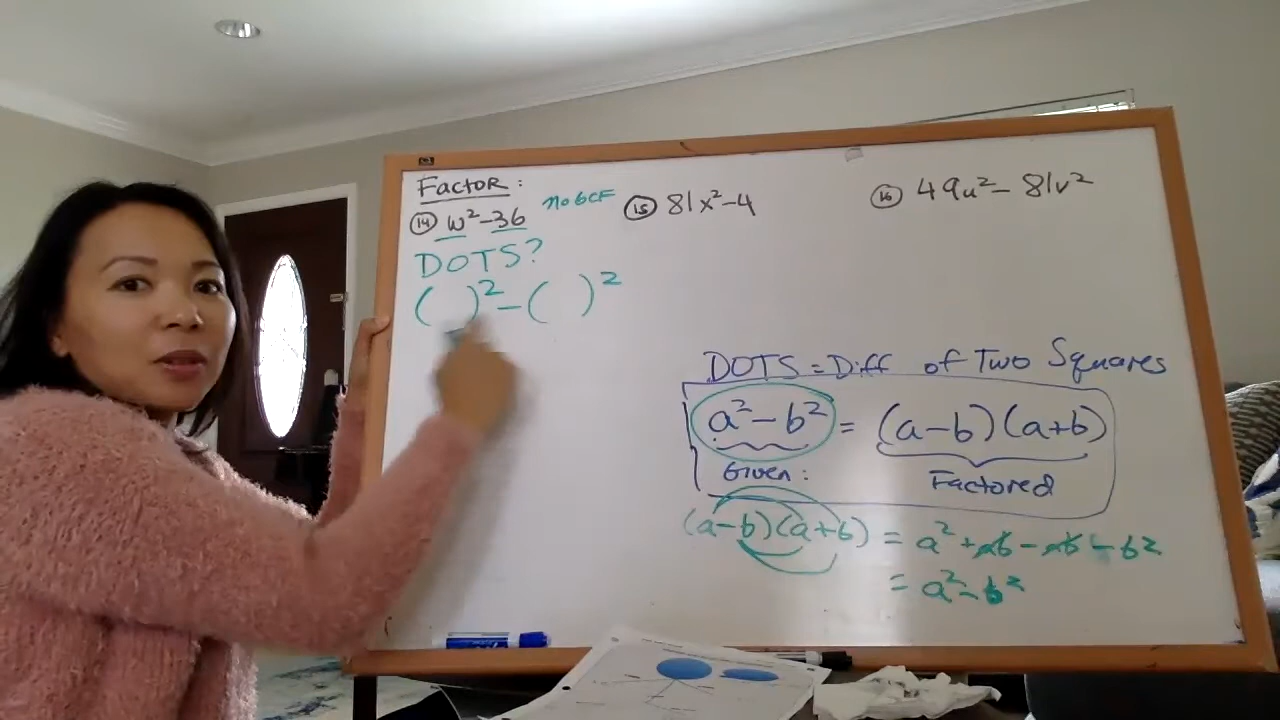 Factor:
⑭ w²-36 no GCF
⑮ 81x²-4
⑯ 49u²-81v²
DOTS?
( )²-( )²
DOTS = Diff of Two Squares
a²-b² = (a-b)(a+b)
Given: Factored
(a-b)(a+b) = a²+ab-ab-b²
= a²-b²